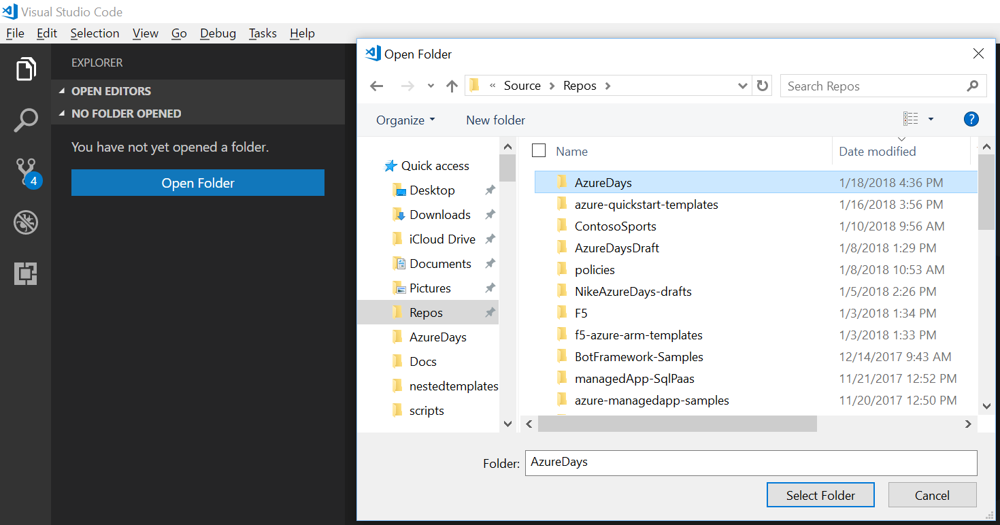 Visual Studio Code
File Edit Selection View Go Debug Tasks Help
EXPLORER
OPEN EDITORS
NO FOLDER OPENED
You have not yet opened a folder.
Open Folder
4
Open Folder
« Source > Repos >
Search Repos
Organize
New folder
?
Quick access
Desktop
Downloads
iCloud Drive
Documents
Pictures
Repos
AzureDays
Docs
nestedtemplates
scripts
Name Date modified
AzureDays 1/18/2018 4:36 PM
azure-quickstart-templates 1/16/2018 3:56 PM
ContosoSports 1/10/2018 9:56 AM
AzureDaysDraft 1/8/2018 1:29 PM
policies 1/8/2018 10:53 AM
NikeAzureDays-drafts 1/5/2018 2:26 PM
F5 1/3/2018 1:34 PM
f5-azure-arm-templates 1/3/2018 1:33 PM
BotFramework-Samples 12/14/2017 9:43 AM
managedApp-SqlPaas 11/21/2017 12:52 PM
azure-managedapp-samples 11/20/2017 12:50 PM
Folder: AzureDays
Select Folder Cancel